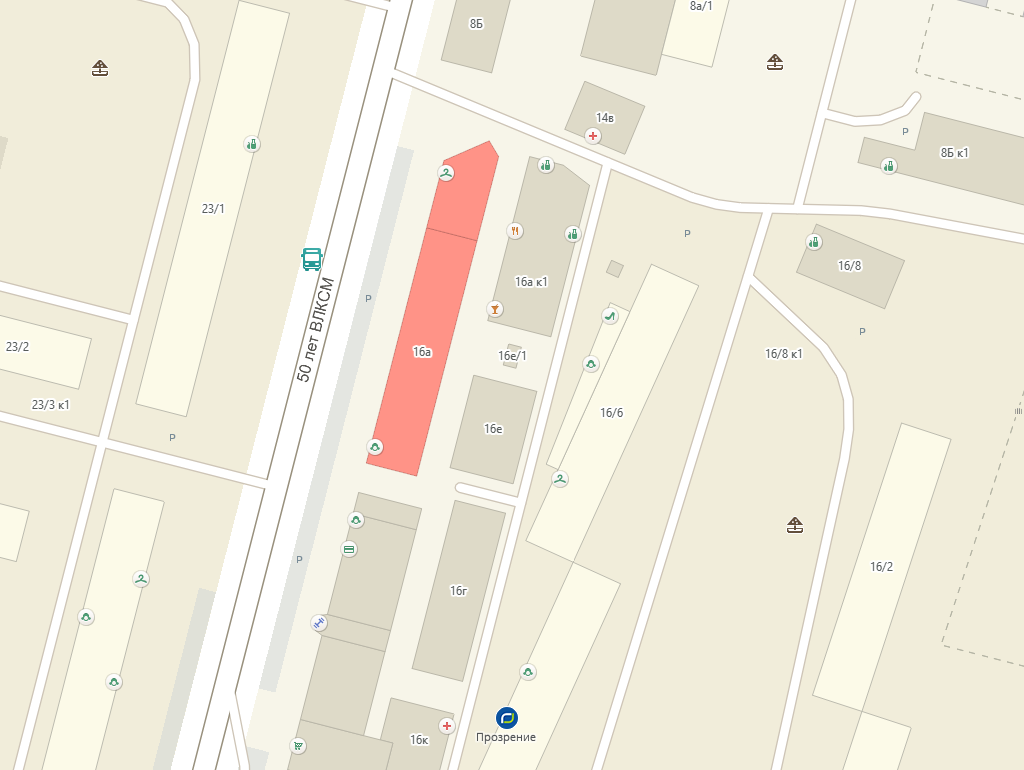 8Б
8а/1
14в
Р
8Б к1
23/1
Р
16/8
16а к1
Р
50 лет ВЛКСМ
Р
23/2
16а
16е/1
16/8 к1
23/3 к1
16/6
16е
Р
Р
16/2
16г
16к
Прозрение